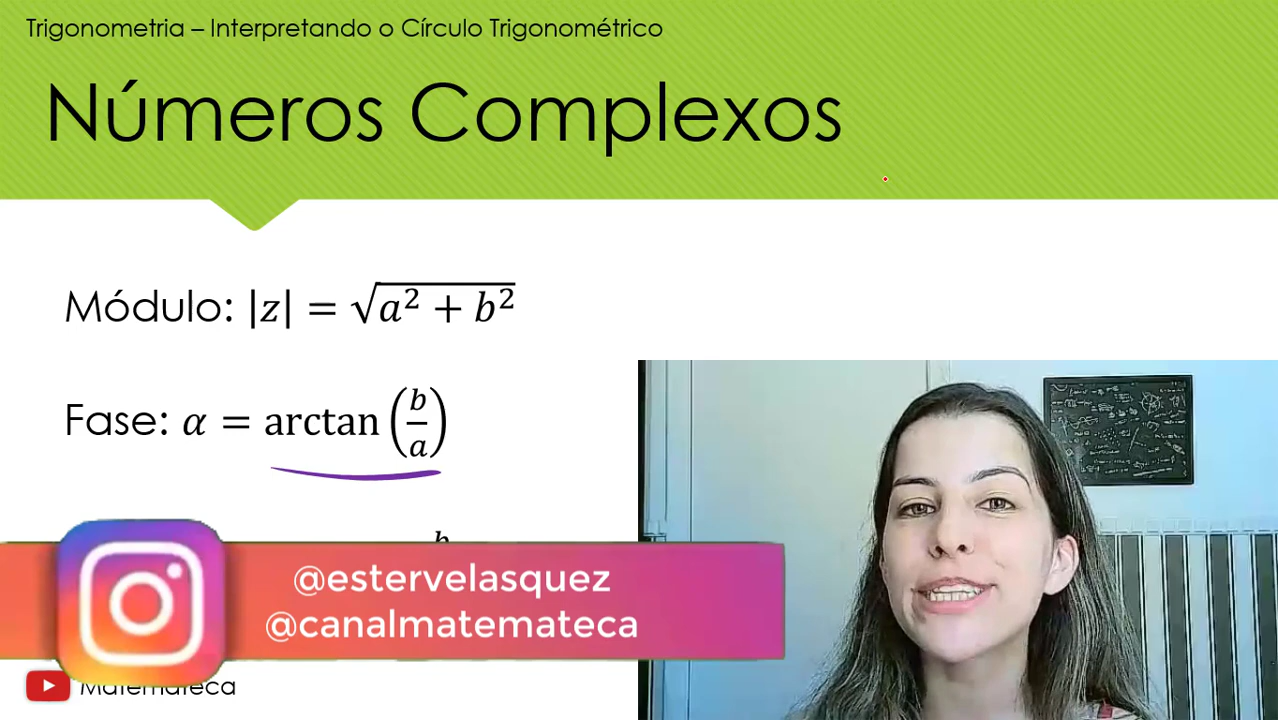 Trigonometria – Interpretando o Círculo Trigonométrico
Números Complexos
Módulo: |z| = √(a² + b²)
Fase: α = arctan (b/a)
@estervelasquez
@canalmatemateca
Matemateca